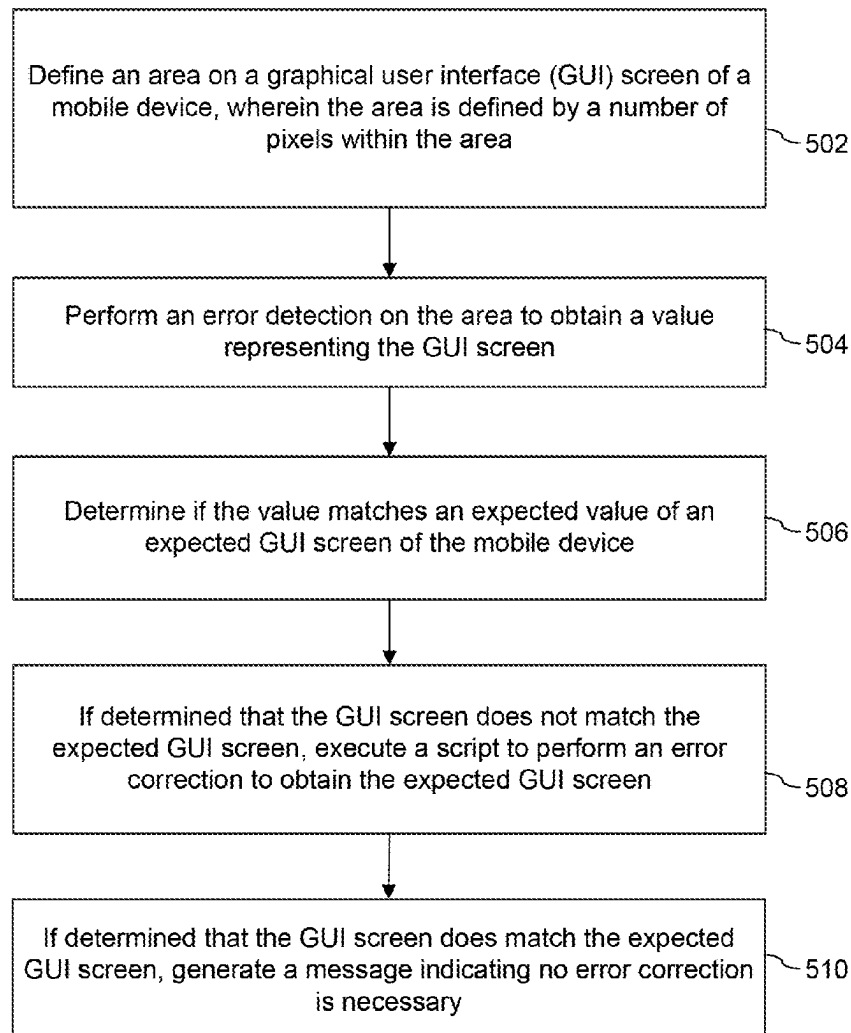 Define an area on a graphical user interface (GUI) screen of a
mobile device, wherein the area is defined by a number of
pixels within the area
502
Perform an error detection on the area to obtain a value
representing the GUI screen
504
Determine if the value matches an expected value of an
expected GUI screen of the mobile device
506
If determined that the GUI screen does not match the
expected GUI screen, execute a script to perform an error
correction to obtain the expected GUI screen
508
If determined that the GUI screen does match the expected
GUI screen, generate a message indicating no error correction
is necessary
510